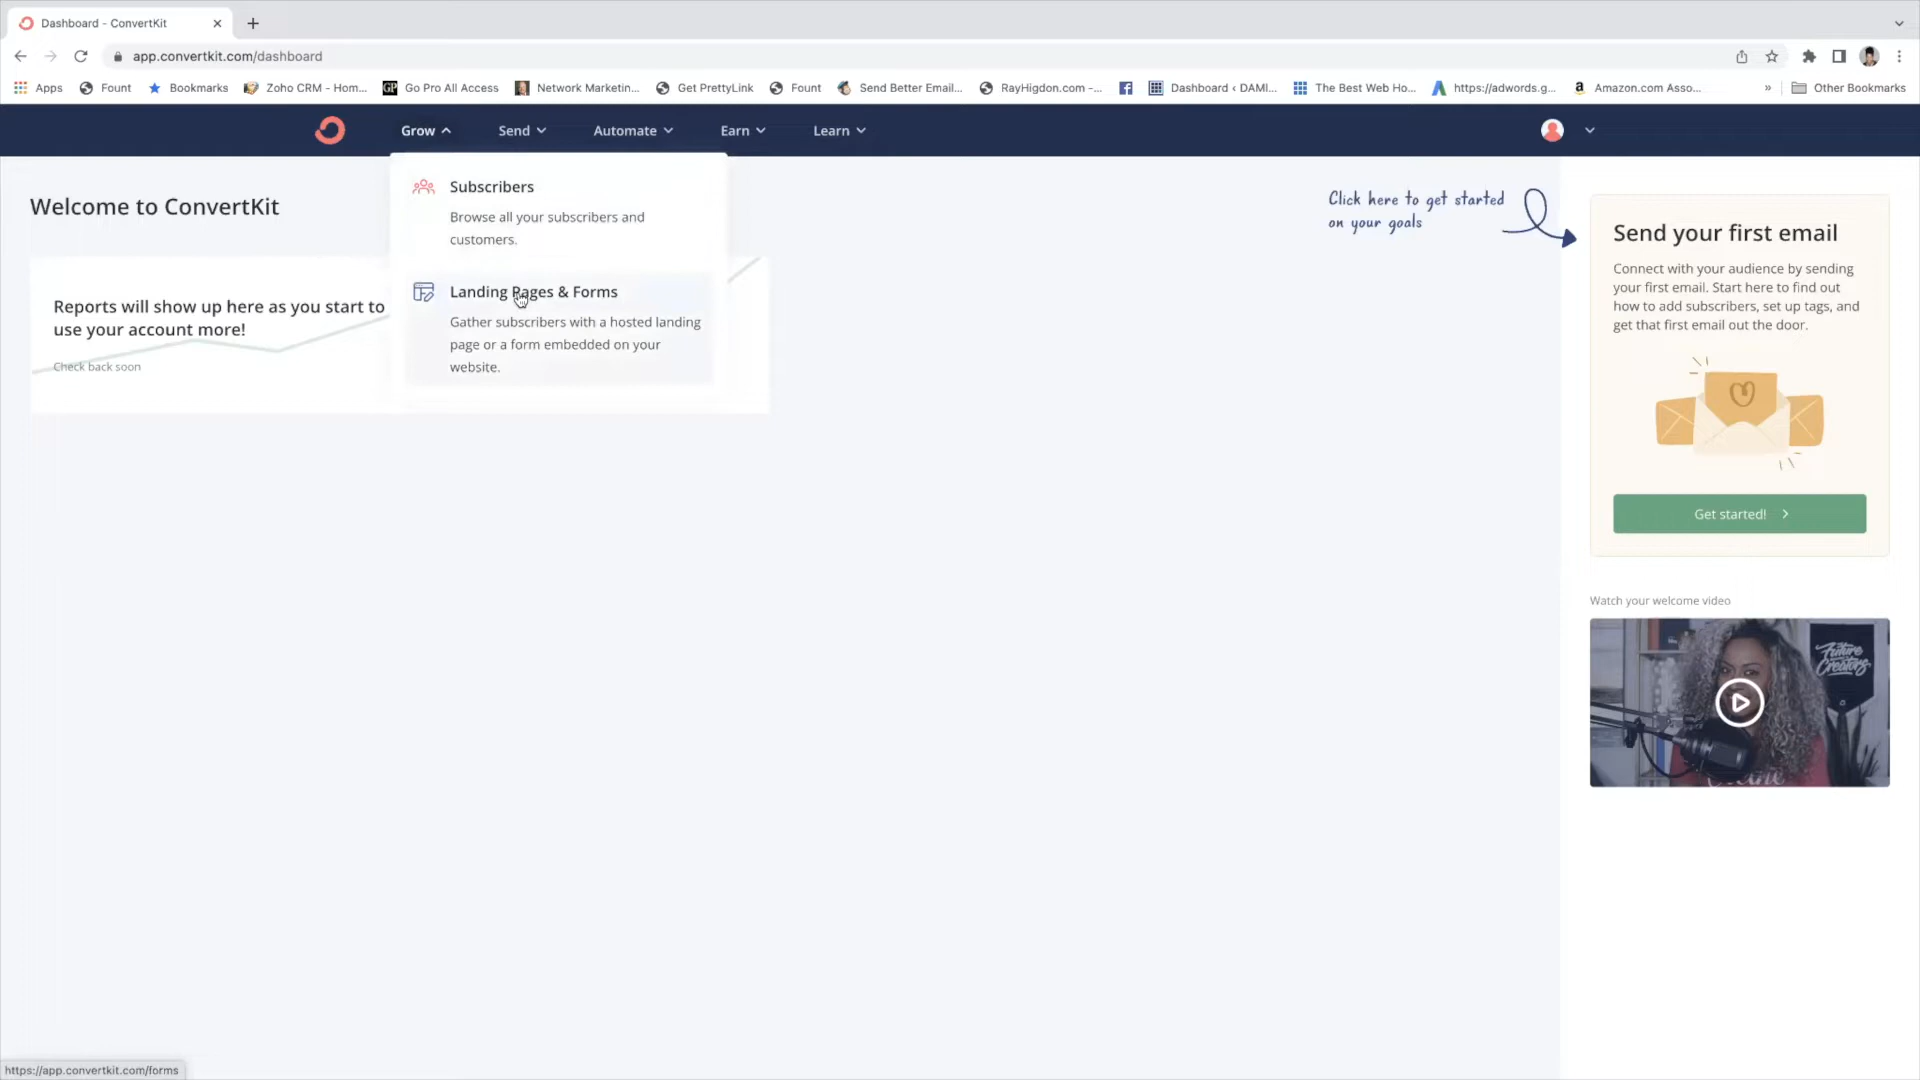 Dashboard - ConvertKit
app.convertkit.com/dashboard
Apps Fount Bookmarks Zoho CRM - Hom... Go Pro All Access Network Marketin... Get PrettyLink Fount Send Better Email... RayHigdon.com -... Dashboard ‹ DAMI... The Best Web Ho... https://adwords.g... Amazon.com Asso... » Other Bookmarks
Grow Send Automate Earn Learn
Welcome to ConvertKit
Reports will show up here as you start to
use your account more!
Check back soon
Subscribers
Browse all your subscribers and
customers.
Landing Pages & Forms
Gather subscribers with a hosted landing
page or a form embedded on your
website.
Click here to get started
on your goals
Send your first email
Connect with your audience by sending
your first email. Start here to find out
how to add subscribers, set up tags, and
get that first email out the door.
Get started!
Watch your welcome video
Future
Creators
https://app.convertkit.com/forms